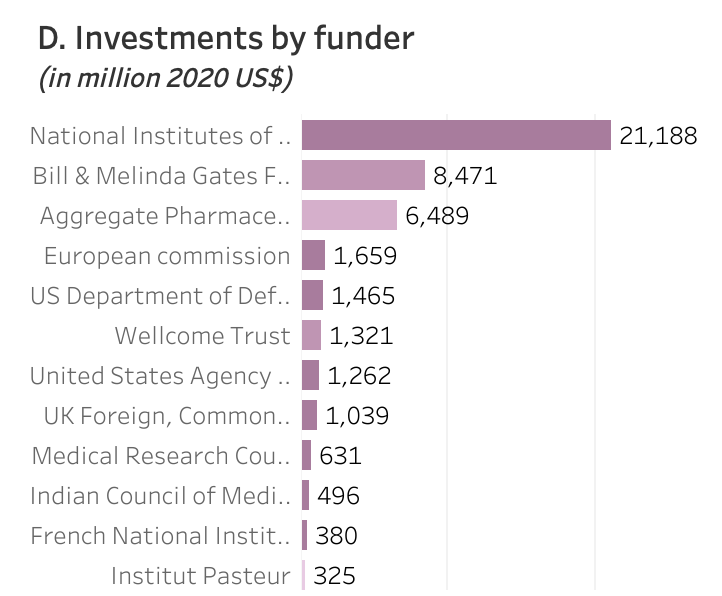 D. Investments by funder
(in million 2020 US$)
National Institutes of .. 21,188
Bill & Melinda Gates F.. 8,471
Aggregate Pharmace.. 6,489
European commission 1,659
US Department of Def.. 1,465
Wellcome Trust 1,321
United States Agency .. 1,262
UK Foreign, Common.. 1,039
Medical Research Cou.. 631
Indian Council of Medi.. 496
French National Instit.. 380
Institut Pasteur 325